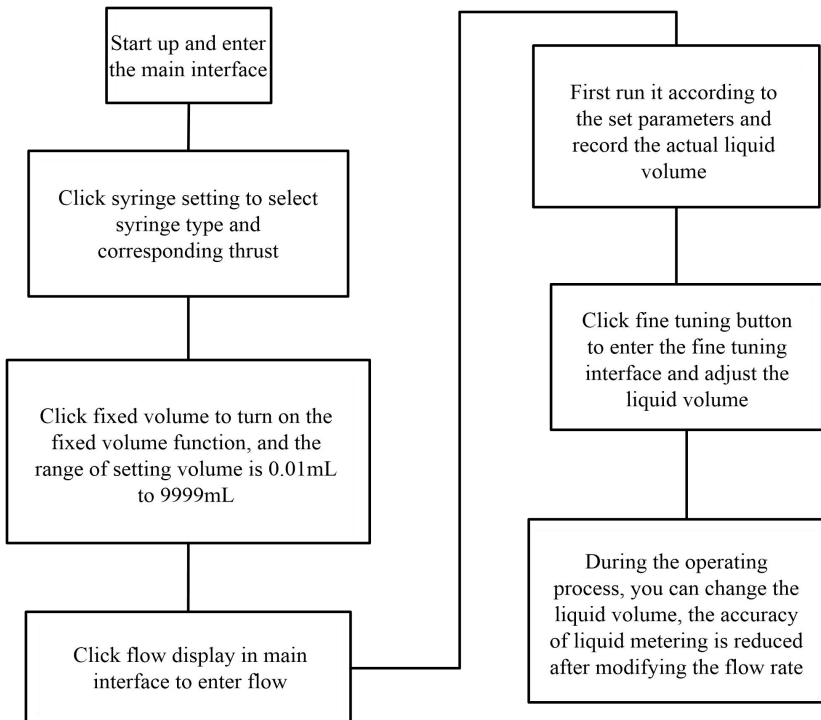 Start up and enter
the main interface
Click syringe setting to select
syringe type and
corresponding thrust
Click fixed volume to turn on the
fixed volume function, and the
range of setting volume is 0.01mL
to 9999mL
Click flow display in main
interface to enter flow
First run it according to
the set parameters and
record the actual liquid
volume
Click fine tuning button
to enter the fine tuning
interface and adjust the
liquid volume
During the operating
process, you can change the
liquid volume, the accuracy
of liquid metering is reduced
after modifying the flow rate